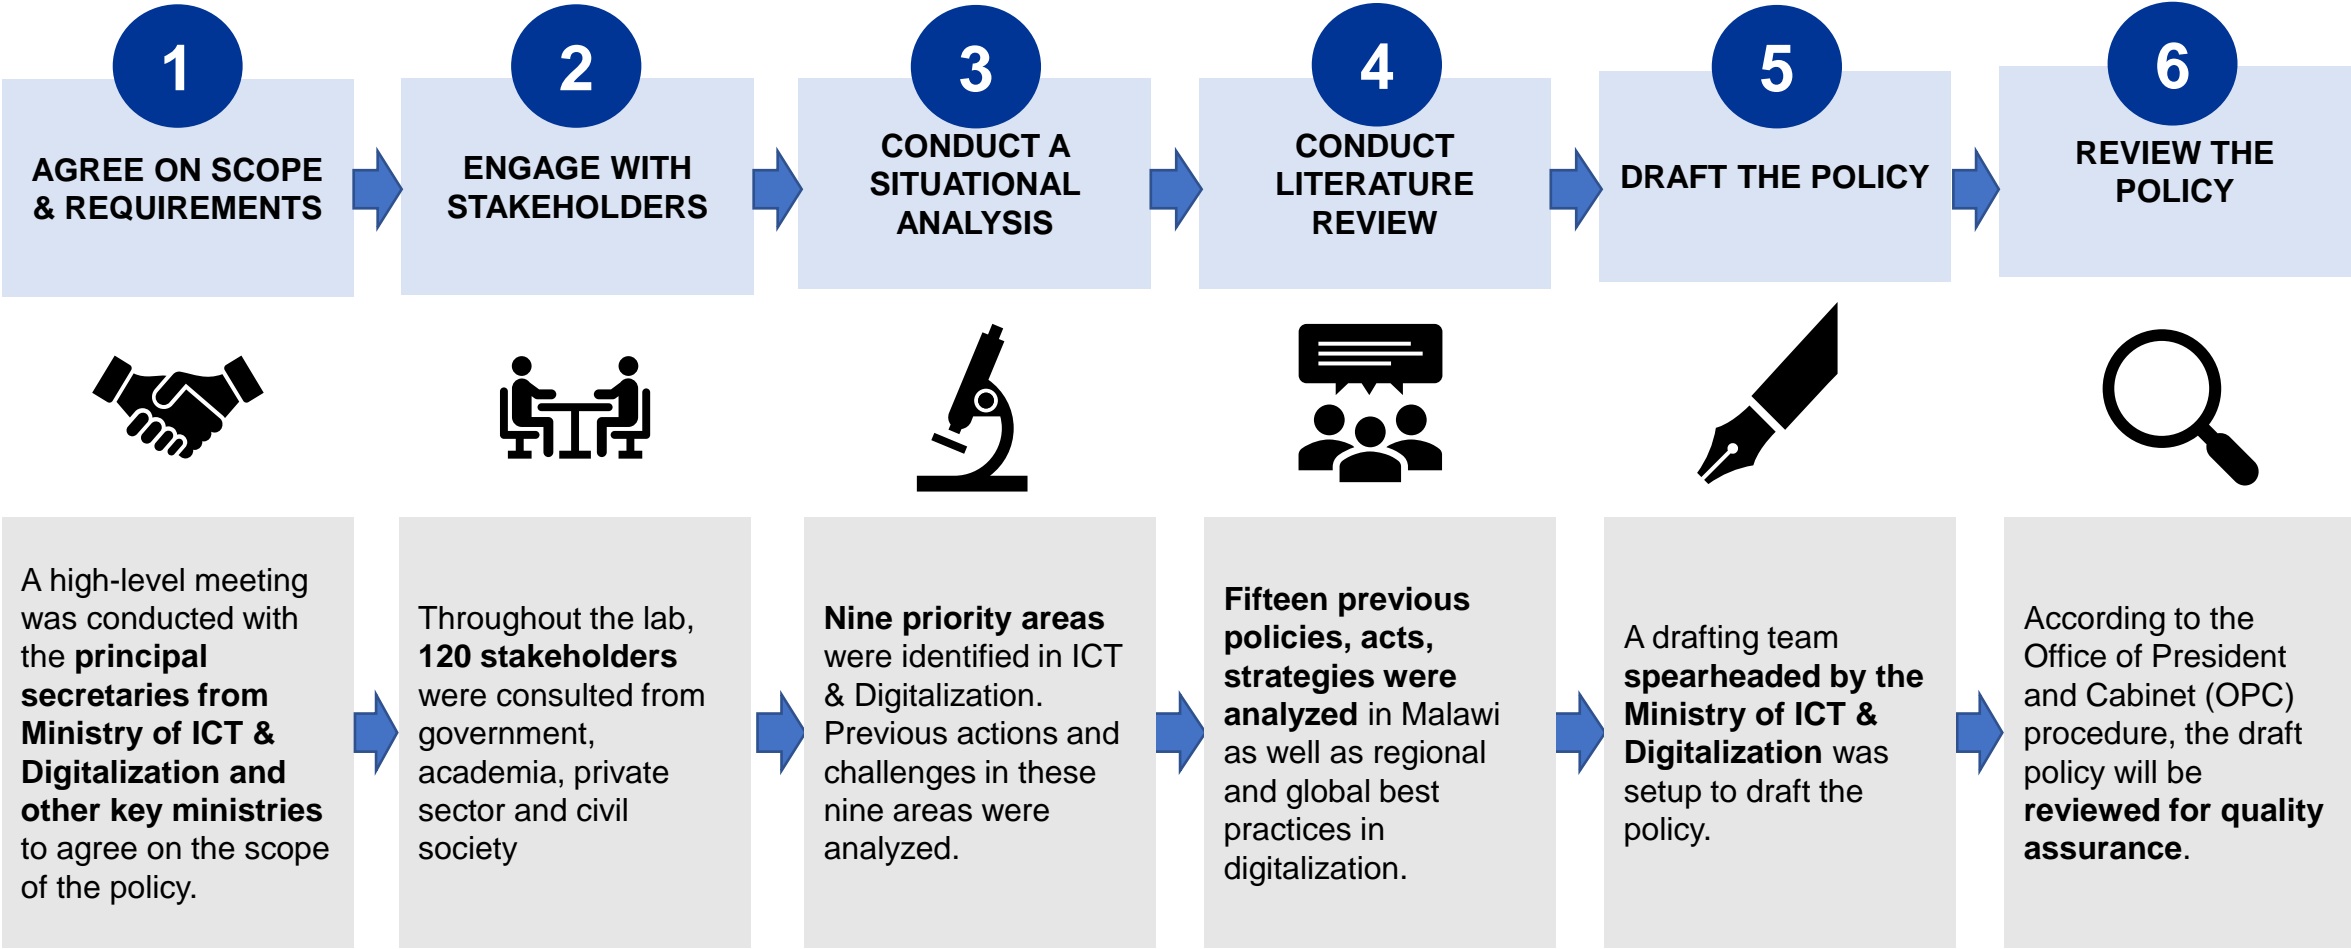 1
AGREE ON SCOPE
& REQUIREMENTS
2
ENGAGE WITH
STAKEHOLDERS
3
CONDUCT A
SITUATIONAL
ANALYSIS
4
CONDUCT
LITERATURE
REVIEW
5
DRAFT THE POLICY
6
REVIEW THE
POLICY
A high-level meeting
was conducted with
the principal
secretaries from
Ministry of ICT &
Digitalization and
other key ministries
to agree on the scope
of the policy.
Throughout the lab,
120 stakeholders
were consulted from
government,
academia, private
sector and civil
society
Nine priority areas
were identified in ICT
& Digitalization.
Previous actions and
challenges in these
nine areas were
analyzed.
Fifteen previous
policies, acts,
strategies were
analyzed in Malawi
as well as regional
and global best
practices in
digitalization.
A drafting team
spearheaded by the
Ministry of ICT &
Digitalization was
setup to draft the
policy.
According to the
Office of President
and Cabinet (OPC)
procedure, the draft
policy will be
reviewed for quality
assurance.